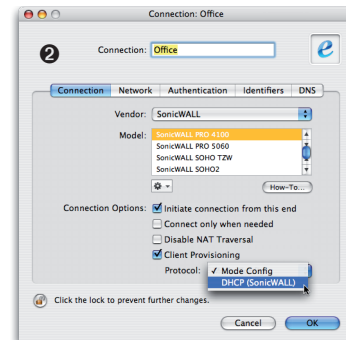 Connection: Office
❷
Connection: Office
Connection Network Authentication Identifiers DNS
Vendor: SonicWALL
Model: SonicWALL PRO 4100
SonicWALL PRO 5060
SonicWALL SOHO TZW
SonicWALL SOHO2
How-To...
Connection Options: Initiate connection from this end
Connect only when needed
Disable NAT Traversal
Client Provisioning
Protocol: ✓ Mode Config
DHCP (SonicWALL)
Click the lock to prevent further changes.
Cancel OK